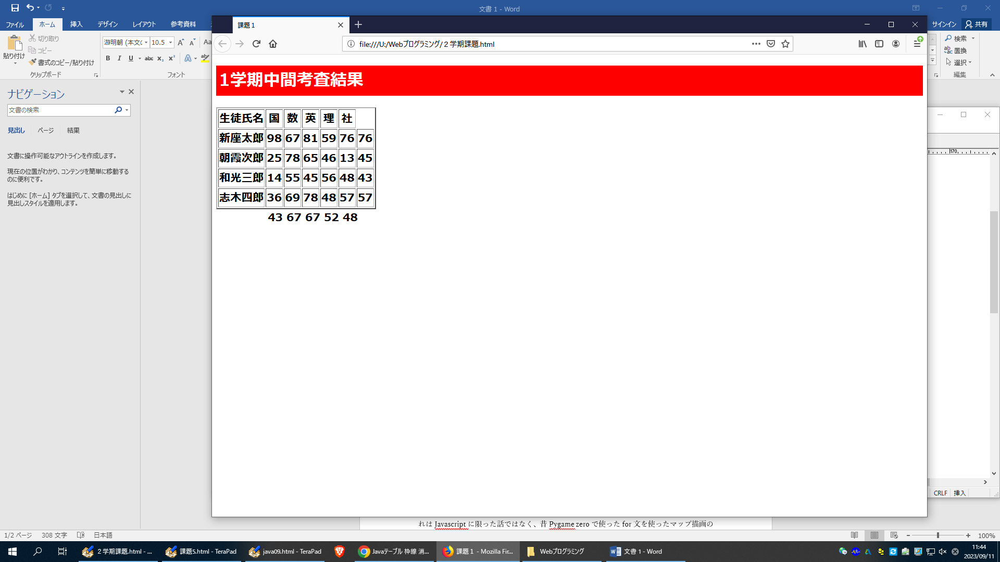 文書 1 - Word
ファイル ホーム 挿入 デザイン レイアウト 参考資料 サインイン 共有
貼り付け
切り取り
コピー
書式のコピー/貼り付け
クリップボード
游明朝 (本文(
10.5
B I U abc x₂ x²
フォント
検索
置換
選択
編集
ナビゲーション
文書の検索
見出し ページ 結果
文書に操作可能なアウトラインを作成します。
現在の位置がわかり、コンテンツを簡単に移動する
のに便利です。
はじめに [ホーム] タブを選択して、文書の見出しに
見出しスタイルを適用します。
課題 1
file:///U:/Webプログラミング/２学期課題.html
1学期中間考査結果
生徒氏名 国 数 英 理 社
新座太郎 98 67 81 59 76 76
朝霞次郎 25 78 65 46 13 45
和光三郎 14 55 45 56 48 43
志木四郎 36 69 78 48 57 57
43 67 67 52 48
170
CRLF 挿入
れは Javascript に限った話ではなく、昔 Pygame zero で使った for 文を使ったマップ描画の
1/2 ページ 308 文字 日本語
100%
２学期課題.html - ...
課題5.html - TeraPad
java09.html - TeraPad
Javaテーブル 枠線 消...
課題 1 - Mozilla Fir...
Webプログラミング
文書 1 - Word
11:44
2023/09/11